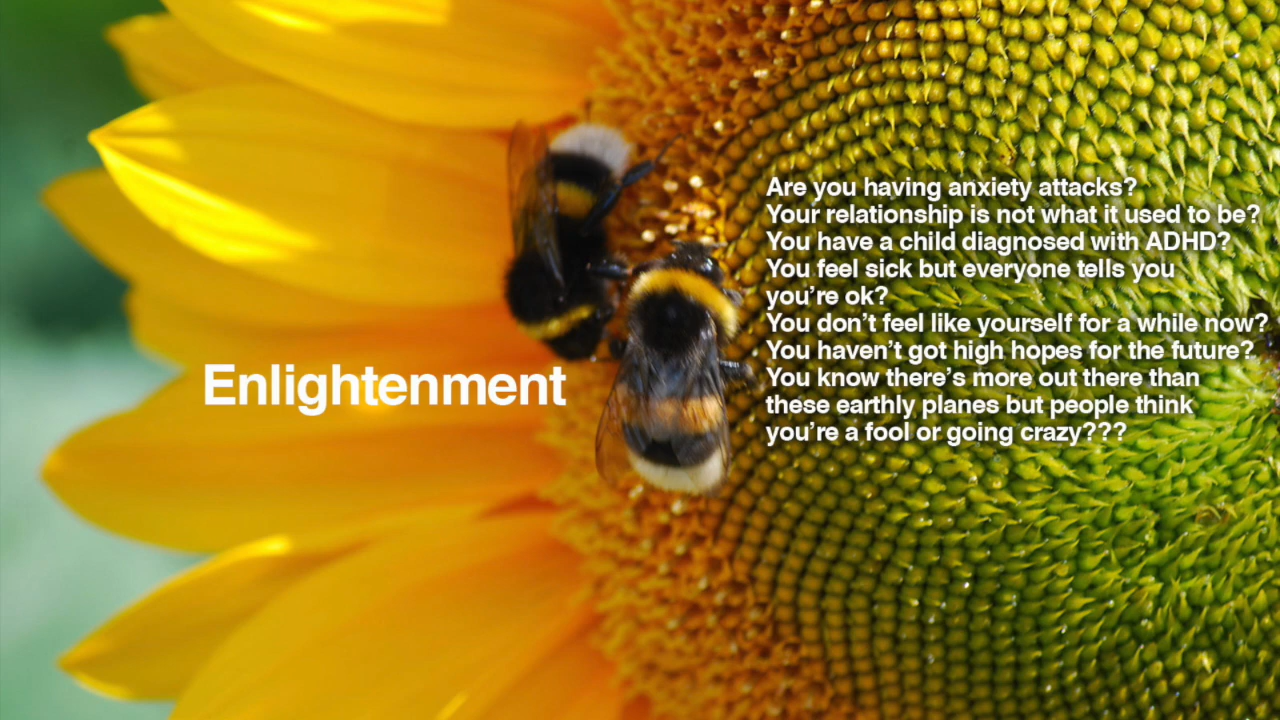 Enlightenment
Are you having anxiety attacks?
Your relationship is not what it used to be?
You have a child diagnosed with ADHD?
You feel sick but everyone tells you
you’re ok?
You don’t feel like yourself for a while now?
You haven’t got high hopes for the future?
You know there’s more out there than
these earthly planes but people think
you’re a fool or going crazy???